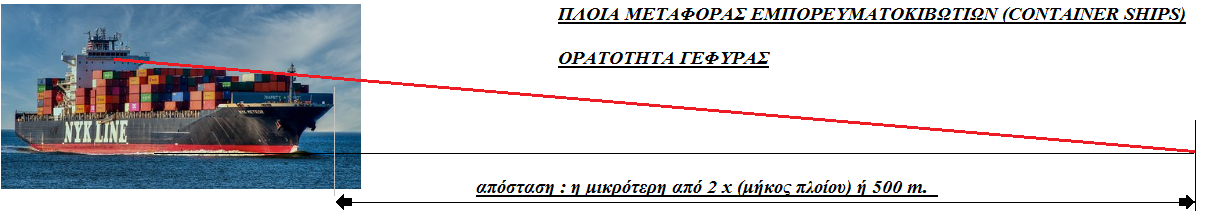 ΠΛΟΙΑ ΜΕΤΑΦΟΡΑΣ ΕΜΠΟΡΕΥΜΑΤΟΚΙΒΩΤΙΩΝ (CONTAINER SHIPS)
ΟΡΑΤΟΤΗΤΑ ΓΕΦΥΡΑΣ
NYK LINE
απόσταση : η μικρότερη από 2 x (μήκος πλοίου) ή 500 m.